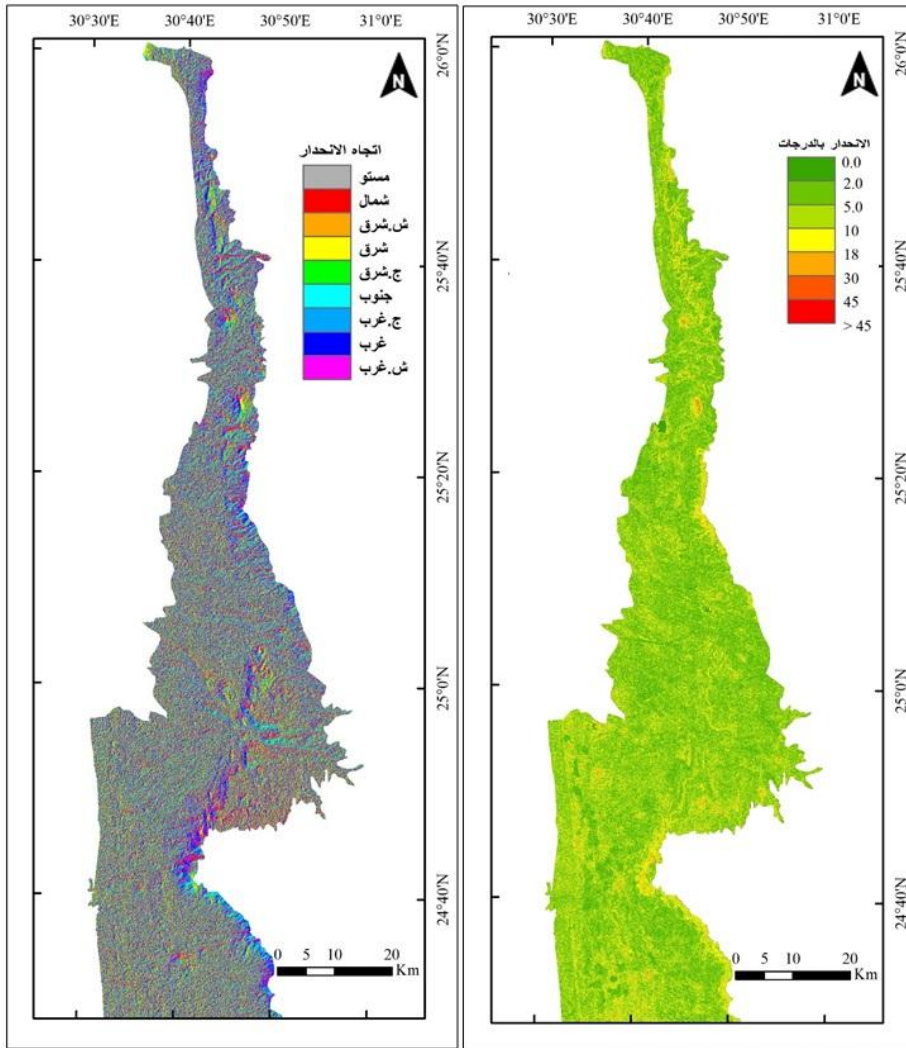 30°30'E 30°40'E 30°50'E 31°0'E
26°0'N
25°40'N
25°20'N
25°0'N
24°40'N
N
اتجاه الانحدار
مستو
شمال
ش.شرق
شرق
ج.شرق
جنوب
ج.غرب
غرب
ش.غرب
0 5 10 20
Km
30°30'E 30°40'E 30°50'E 31°0'E
26°0'N
25°40'N
25°20'N
25°0'N
24°40'N
N
الانحدار بالدرجات
0.0
2.0
5.0
10
18
30
45
> 45
0 5 10 20
Km